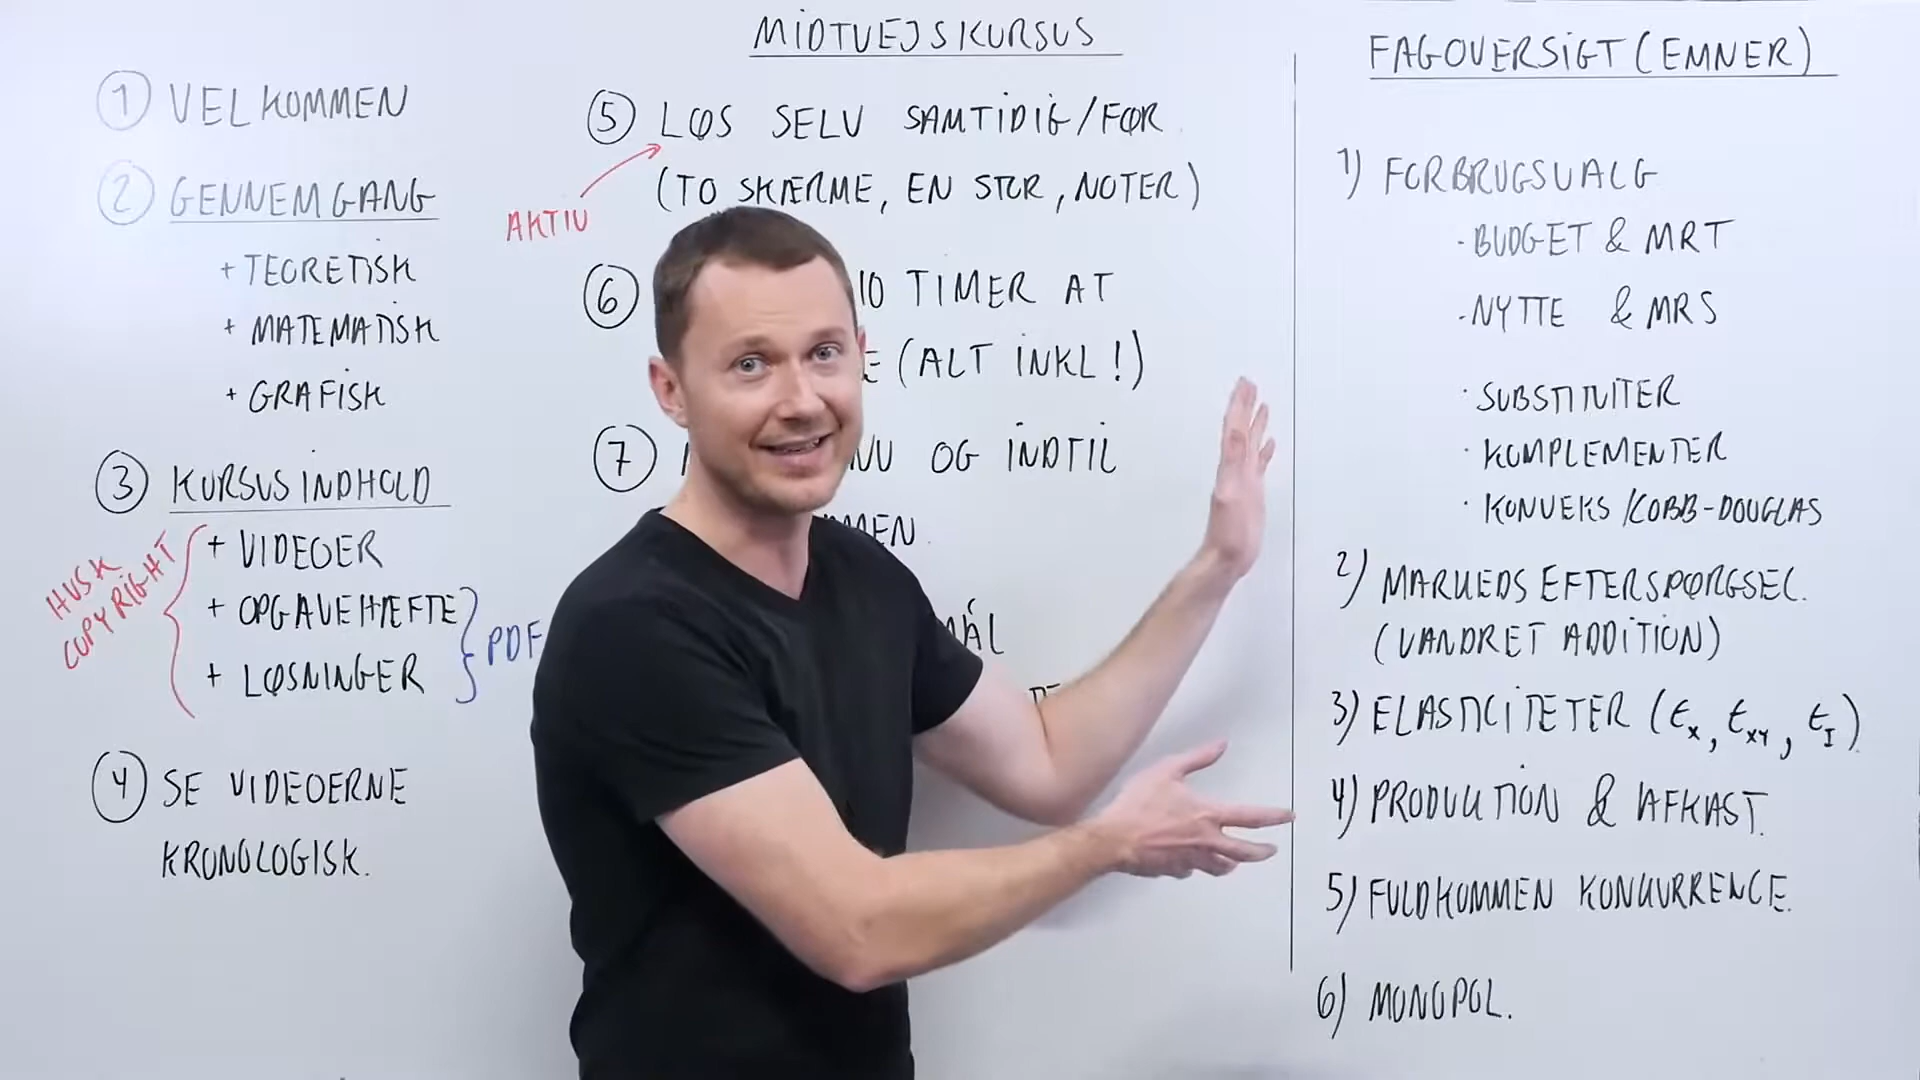 MIDTVEJSKURSUS
① VELKOMMEN
② GENNEMGANG
+ TEORETISK
+ MATEMATISK
+ GRAFISK
③ KURSUSINDHOLD
HUSK
COPYRIGHT
+ VIDEOER
+ OPGAVEHÆFTE
+ LØSNINGER
PDF
④ SE VIDEOERNE
KRONOLOGISK.
⑤ LØS SELV SAMTIDIG/FØR
(TO SKÆRME, EN STOR, NOTER)
AKTIV
⑥ 10 TIMER AT
(ALT INKL!)
⑦ NU OG INDTIL
FAGOVERSIGT (EMNER)
1) FORBRUGSVALG
- BUDGET & MRT
- NYTTE & MRS
· SUBSTITUTER
· KOMPLEMENTER
· KONVEKS/COBB-DOUGLAS
2) MARKEDSEFTERSPØRGSEL.
(VANDRET ADDITION)
3) ELASTICITETER (εx, εxy, εI)
4) PRODUKTION & AFKAST.
5) FULDKOMMEN KONKURRENCE.
6) MONOPOL.